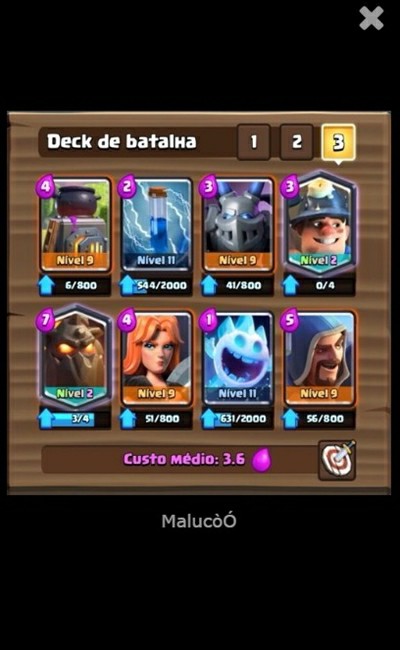 Deck de batalha 1 2 3
4 2 3 3
Nível 9 Nível 11 Nível 9 Nível 2
6/800 544/2000 41/800 0/4
7 4 1 5
Nível 2 Nível 9 Nível 11 Nível 9
3/4 51/800 631/2000 56/800
Custo médio: 3.6
MalucòÓ